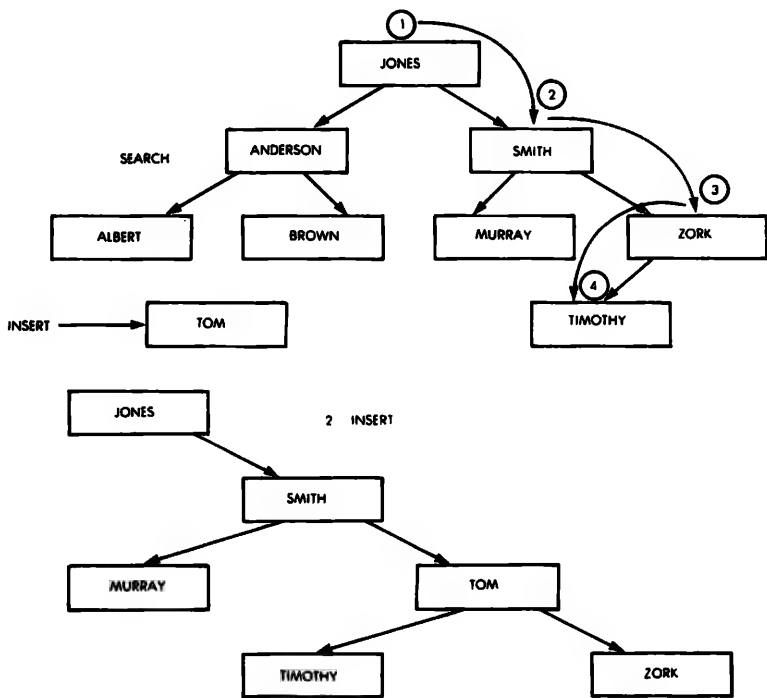 1
JONES
2
SEARCH
ANDERSON
SMITH
3
ALBERT
BROWN
MURRAY
ZORK
4
INSERT
TOM
TIMOTHY
JONES
2 INSERT
SMITH
MURRAY
TOM
TIMOTHY
ZORK